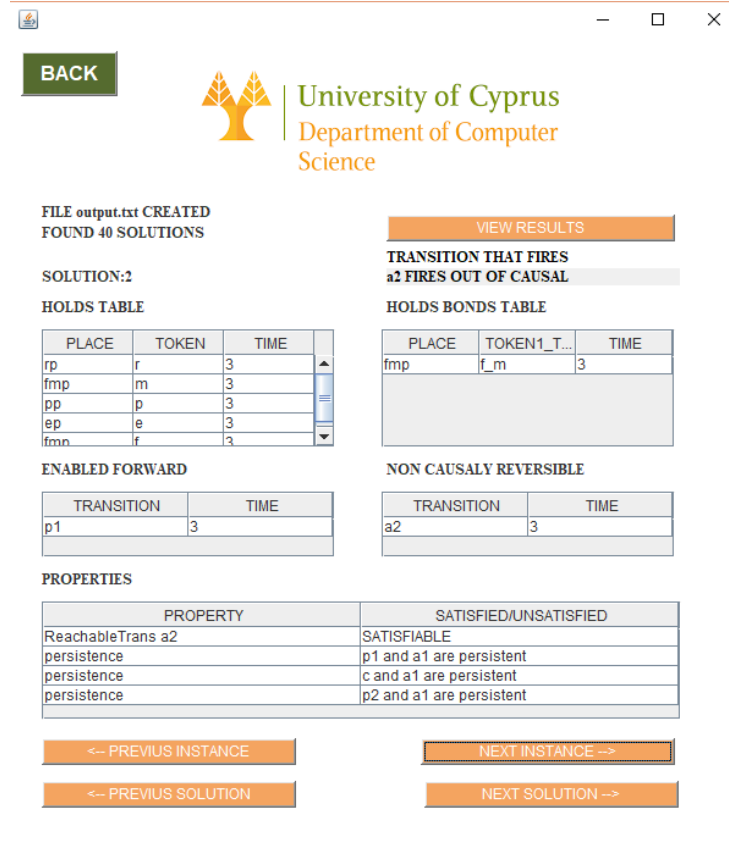 BACK
University of Cyprus
Department of Computer
Science
FILE output.txt CREATED
FOUND 40 SOLUTIONS
VIEW RESULTS
TRANSITION THAT FIRES
SOLUTION:2
a2 FIRES OUT OF CAUSAL
HOLDS TABLE
HOLDS BONDS TABLE
PLACE TOKEN TIME
rp r 3
fmp m 3
pp p 3
ep e 3
fmp f 3
PLACE TOKEN1_T... TIME
fmp f_m 3
ENABLED FORWARD
NON CAUSALY REVERSIBLE
TRANSITION TIME
p1 3
TRANSITION TIME
a2 3
PROPERTIES
PROPERTY SATISFIED/UNSATISFIED
ReachableTrans a2 SATISFIABLE
persistence p1 and a1 are persistent
persistence c and a1 are persistent
persistence p2 and a1 are persistent
<-- PREVIUS INSTANCE
NEXT INSTANCE -->
<-- PREVIUS SOLUTION
NEXT SOLUTION -->